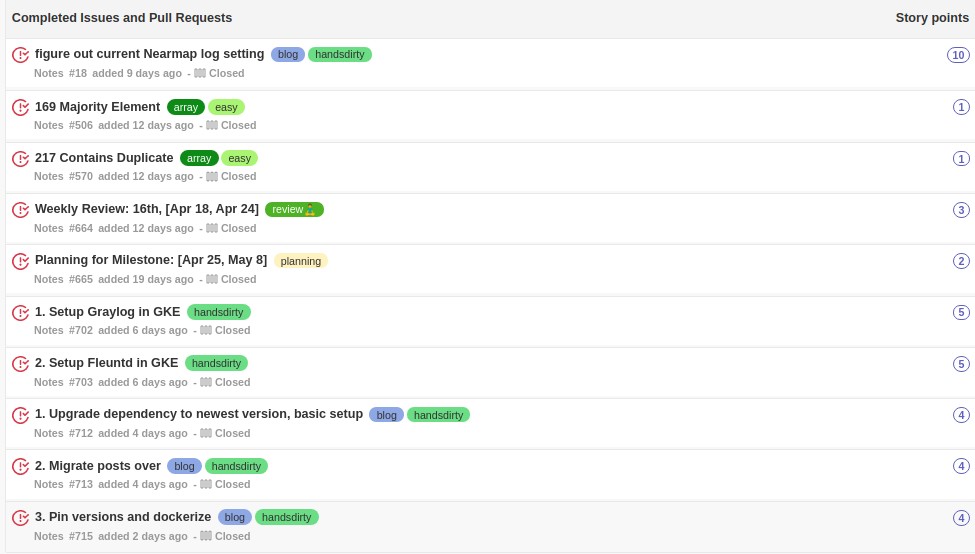 Completed Issues and Pull Requests Story points
figure out current Nearmap log setting blog handsdirty 10
Notes #18 added 9 days ago - Closed
169 Majority Element array easy 1
Notes #506 added 12 days ago - Closed
217 Contains Duplicate array easy 1
Notes #570 added 12 days ago - Closed
Weekly Review: 16th, [Apr 18, Apr 24] review 3
Notes #664 added 12 days ago - Closed
Planning for Milestone: [Apr 25, May 8] planning 2
Notes #665 added 19 days ago - Closed
1. Setup Graylog in GKE handsdirty 5
Notes #702 added 6 days ago - Closed
2. Setup Fleuntd in GKE handsdirty 5
Notes #703 added 6 days ago - Closed
1. Upgrade dependency to newest version, basic setup blog handsdirty 4
Notes #712 added 4 days ago - Closed
2. Migrate posts over blog handsdirty 4
Notes #713 added 4 days ago - Closed
3. Pin versions and dockerize blog handsdirty 4
Notes #715 added 2 days ago - Closed